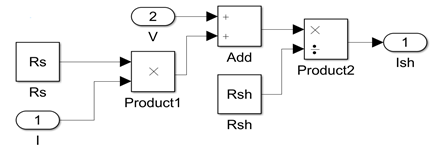 2
V
+
+
Add
Rs
Rs
×
Product1
1
I
Rsh
Rsh
×
÷
Product2
1
Ish